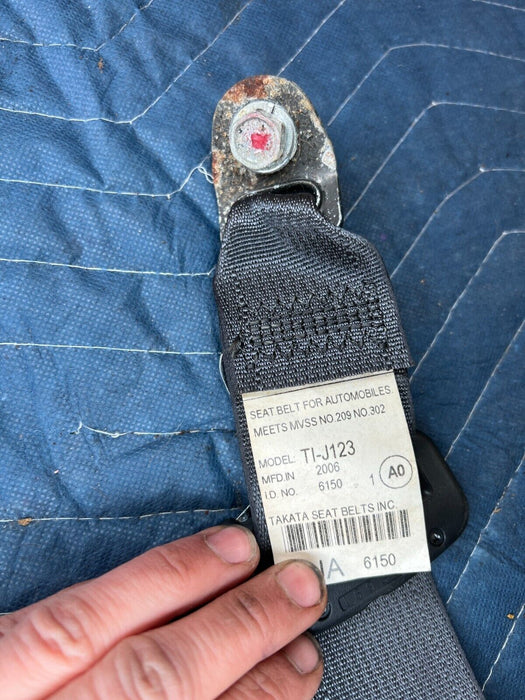 SEAT BELT FOR AUTOMOBILES.
MEETS MVSS NO.209 NO.302
MODEL: TI-J123
MFD.IN 2006
I.D. NO. 6150 1 A0
TAKATA SEAT BELTS INC.
6150